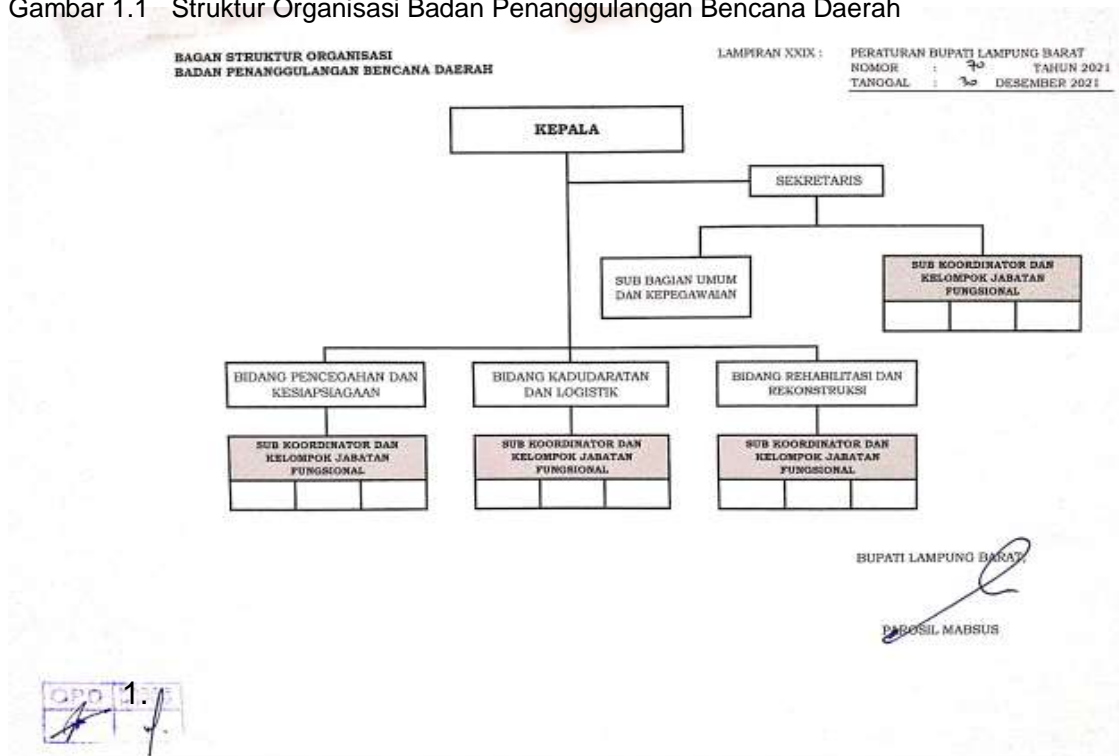 Gambar 1.1 Struktur Organisasi Badan Penanggulangan Bencana Daerah
BAGAN STRUKTUR ORGANISASI
BADAN PENANGGULANGAN BENCANA DAERAH
LAMPIRAN XXIX :
PERATURAN BUPATI LAMPUNG BARAT
NOMOR : 70 TAHUN 2021
TANGGAL : 30 DESEMBER 2021
KEPALA
SEKRETARIS
SUB BAGIAN UMUM
DAN KEPEGAWAIAN
SUB KOORDINATOR DAN
KELOMPOK JABATAN
FUNGSIONAL
BIDANG PENCEGAHAN DAN
KESIAPSIAGAAN
BIDANG KADUDARATAN
DAN LOGISTIK
BIDANG REHABILITASI DAN
REKONSTRUKSI
SUB KOORDINATOR DAN
KELOMPOK JABATAN
FUNGSIONAL
SUB KOORDINATOR DAN
KELOMPOK JABATAN
FUNGSIONAL
SUB KOORDINATOR DAN
KELOMPOK JABATAN
FUNGSIONAL
BUPATI LAMPUNG BARAT,
PAROSIL MABSUS
1.